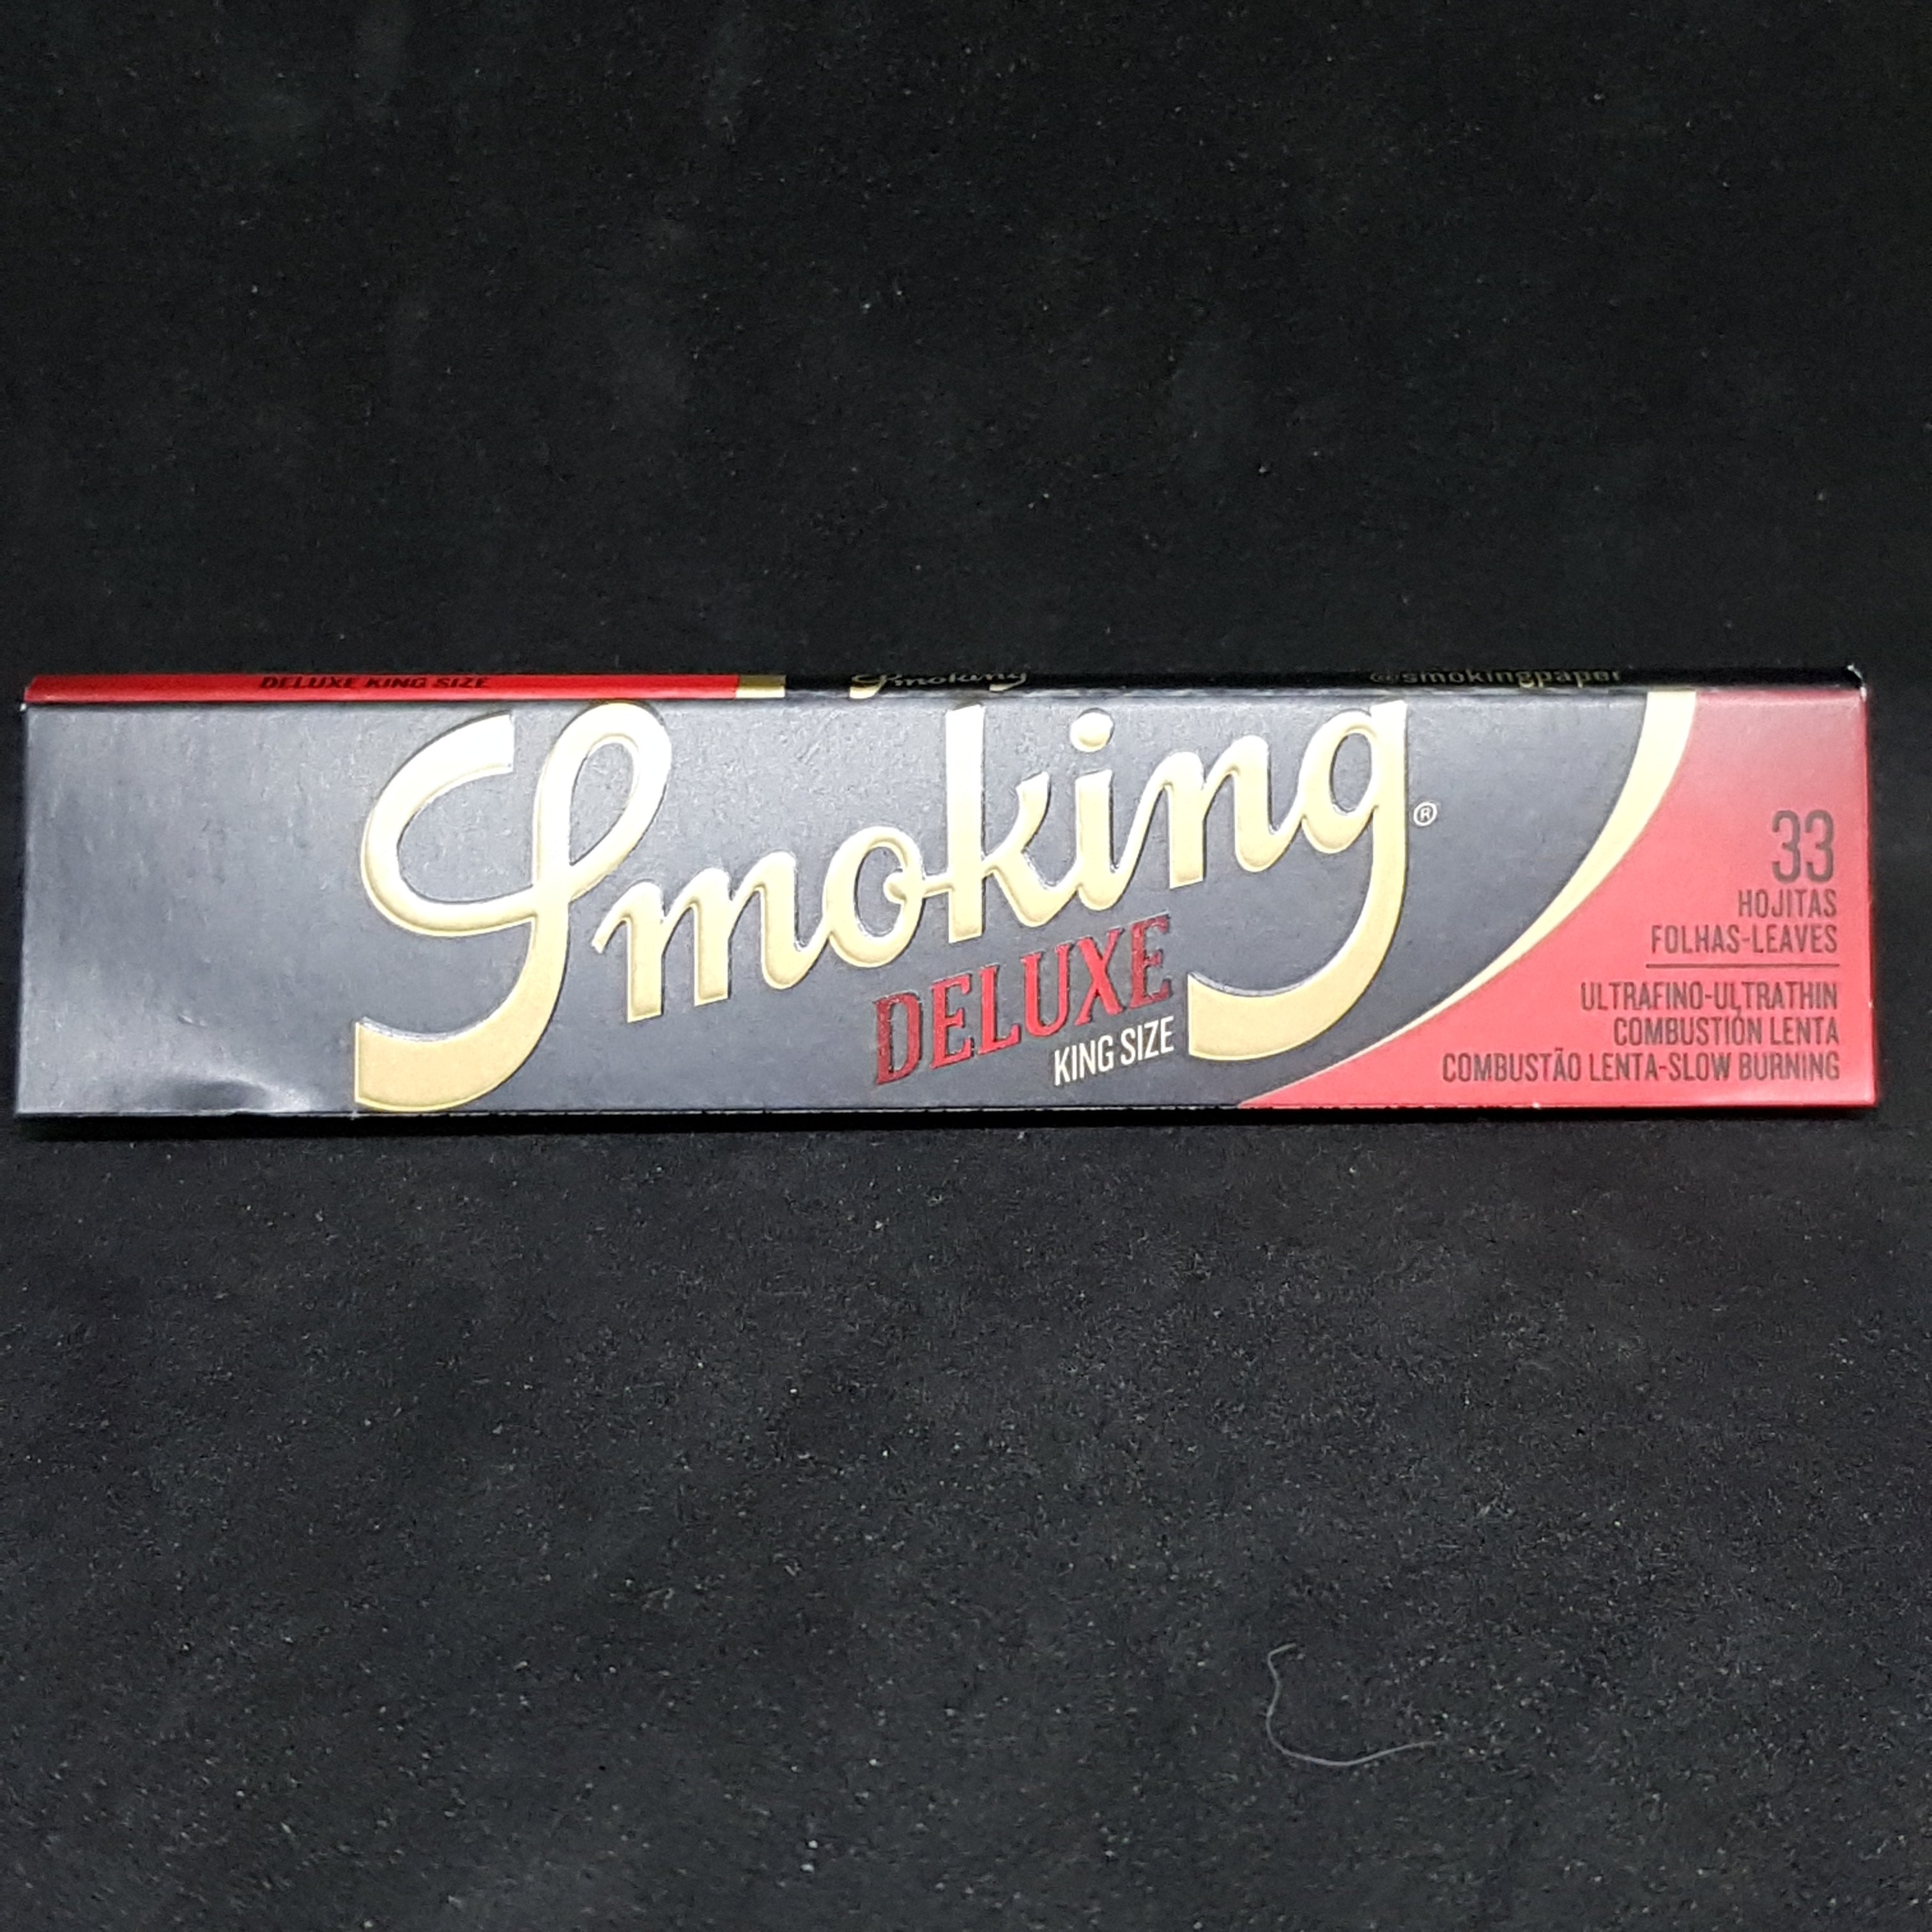 DELUXE KING SIZE Smoking @smokingpaper
Smoking®
DELUXE
KING SIZE
33
HOJITAS
FOLHAS-LEAVES
ULTRAFINO-ULTRATHIN
COMBUSTIÓN LENTA
COMBUSTÃO LENTA-SLOW BURNING